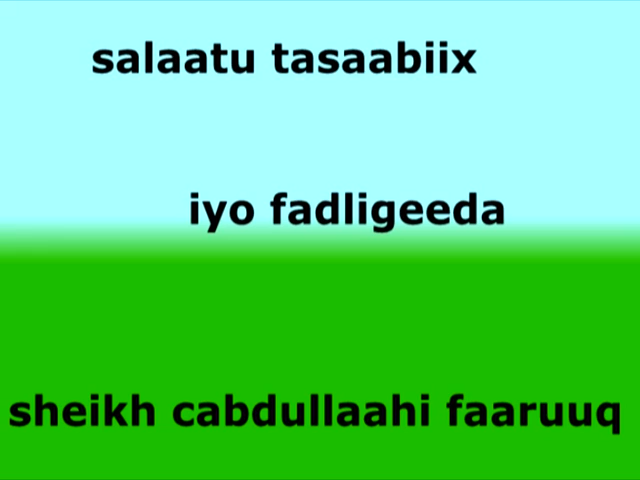 salaatu tasaabiix
iyo fadligeeda
sheikh cabdullaahi faaruuq